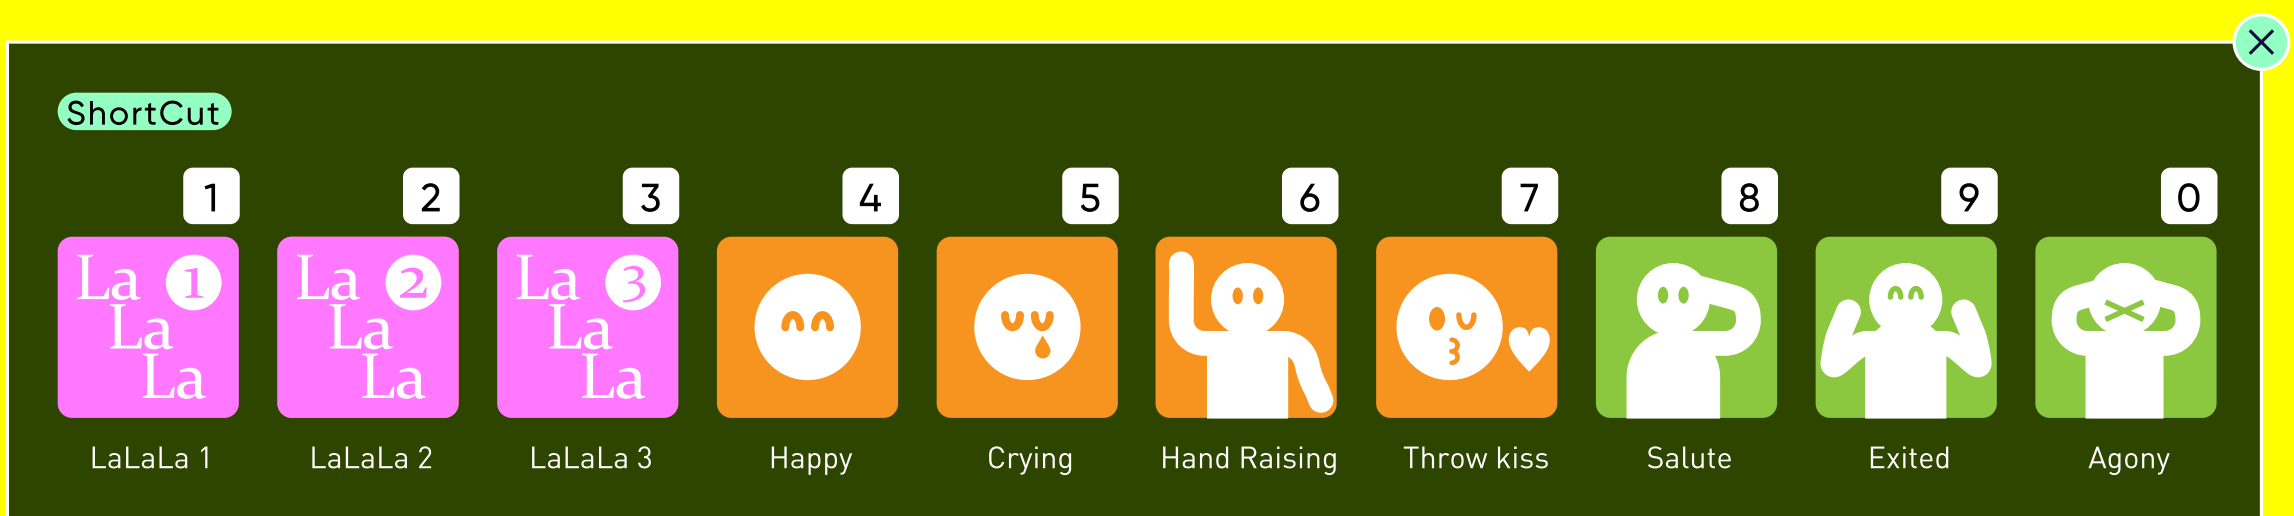 ShortCut
1 2 3 4 5 6 7 8 9 0
La 1 La 2 La 3
La La La
La La La
LaLaLa 1 LaLaLa 2 LaLaLa 3 Happy Crying Hand Raising Throw kiss Salute Exited Agony